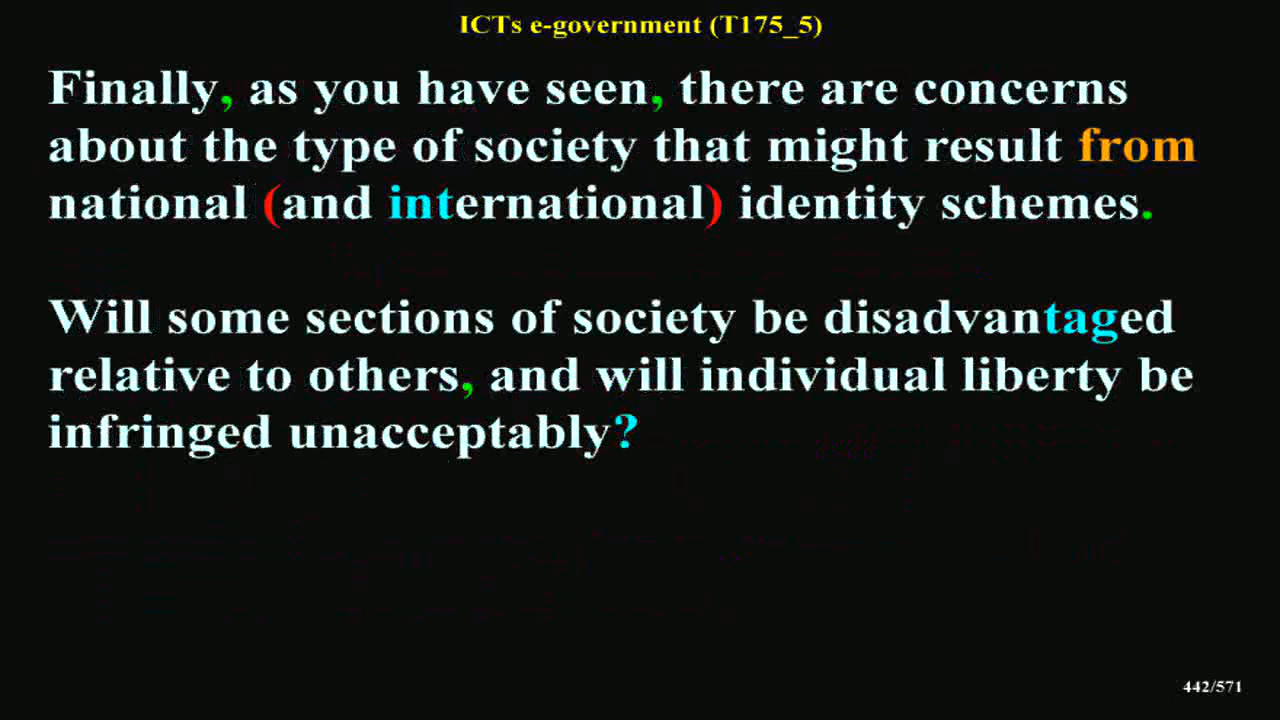 ICTs e-government (T175_5)
Finally, as you have seen, there are concerns
about the type of society that might result from
national (and international) identity schemes.
Will some sections of society be disadvantaged
relative to others, and will individual liberty be
infringed unacceptably?
442/571